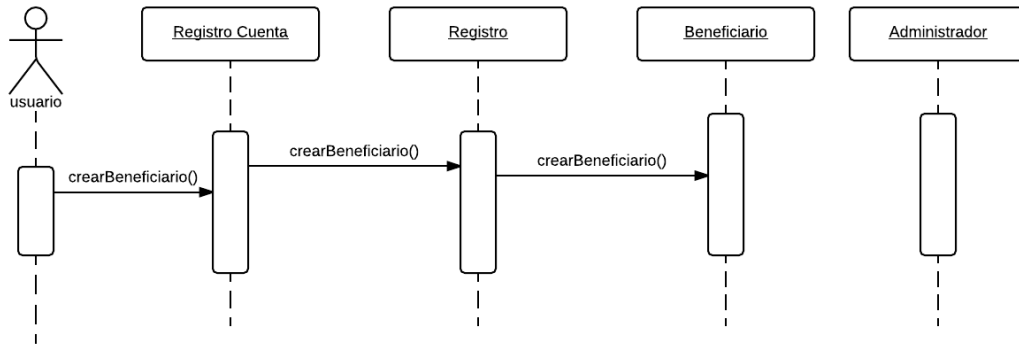 Registro Cuenta
Registro
Beneficiario
Administrador
usuario
crearBeneficiario()
crearBeneficiario()
crearBeneficiario()